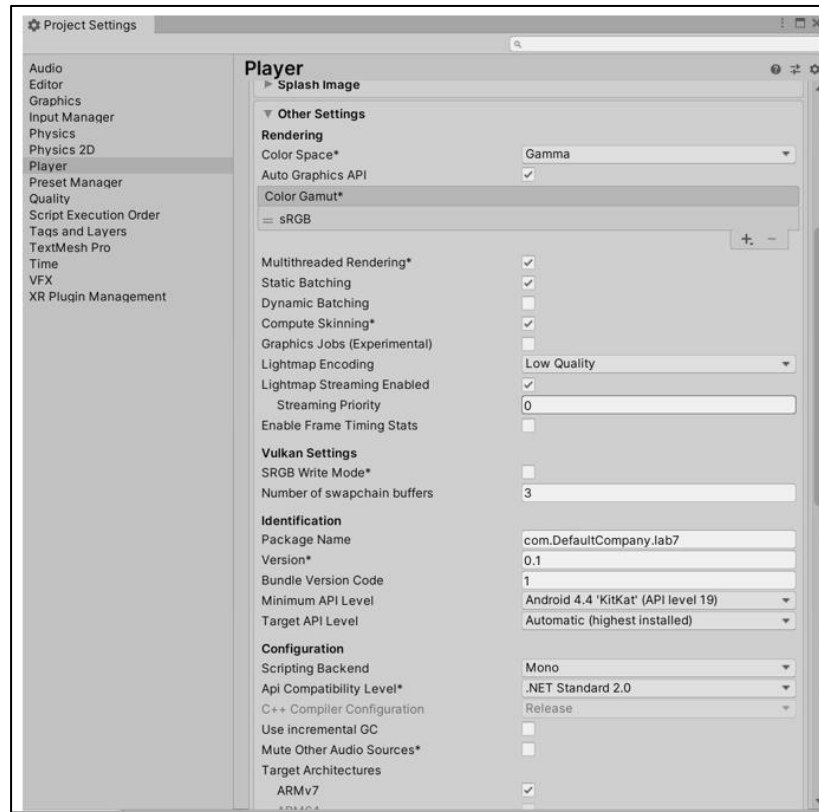 Project Settings
Audio
Editor
Graphics
Input Manager
Physics
Physics 2D
Player
Preset Manager
Quality
Script Execution Order
Tags and Layers
TextMesh Pro
Time
VFX
XR Plugin Management
Player
Splash Image
Other Settings
Rendering
Color Space* Gamma
Auto Graphics API
Color Gamut*
= sRGB
Multithreaded Rendering*
Static Batching
Dynamic Batching
Compute Skinning*
Graphics Jobs (Experimental)
Lightmap Encoding Low Quality
Lightmap Streaming Enabled
Streaming Priority 0
Enable Frame Timing Stats
Vulkan Settings
SRGB Write Mode*
Number of swapchain buffers 3
Identification
Package Name com.DefaultCompany.lab7
Version* 0.1
Bundle Version Code 1
Minimum API Level Android 4.4 'KitKat' (API level 19)
Target API Level Automatic (highest installed)
Configuration
Scripting Backend Mono
Api Compatibility Level* .NET Standard 2.0
C++ Compiler Configuration Release
Use incremental GC
Mute Other Audio Sources*
Target Architectures
ARMv7